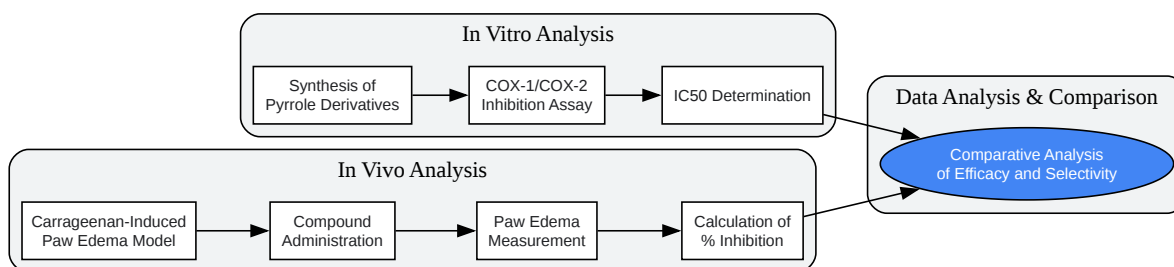 In Vitro Analysis
Synthesis of
Pyrrole Derivatives
COX-1/COX-2
Inhibition Assay
IC50 Determination
Data Analysis & Comparison
Comparative Analysis
of Efficacy and Selectivity
In Vivo Analysis
Carrageenan-Induced
Paw Edema Model
Compound
Administration
Paw Edema
Measurement
Calculation of
% Inhibition